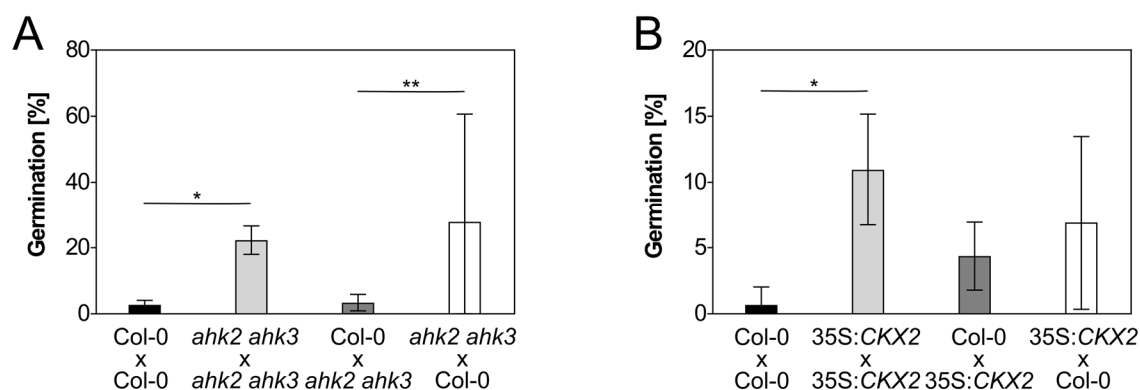 A
Germination [%]
80
60
40
20
0
*
**
Col-0 ahk2 ahk3 Col-0 ahk2 ahk3
x x x x
Col-0 ahk2 ahk3 ahk2 ahk3 Col-0
B
Germination [%]
20
15
10
5
0
*
Col-0 35S:CKX2 Col-0 35S:CKX2
x x x x
Col-0 35S:CKX2 35S:CKX2 Col-0